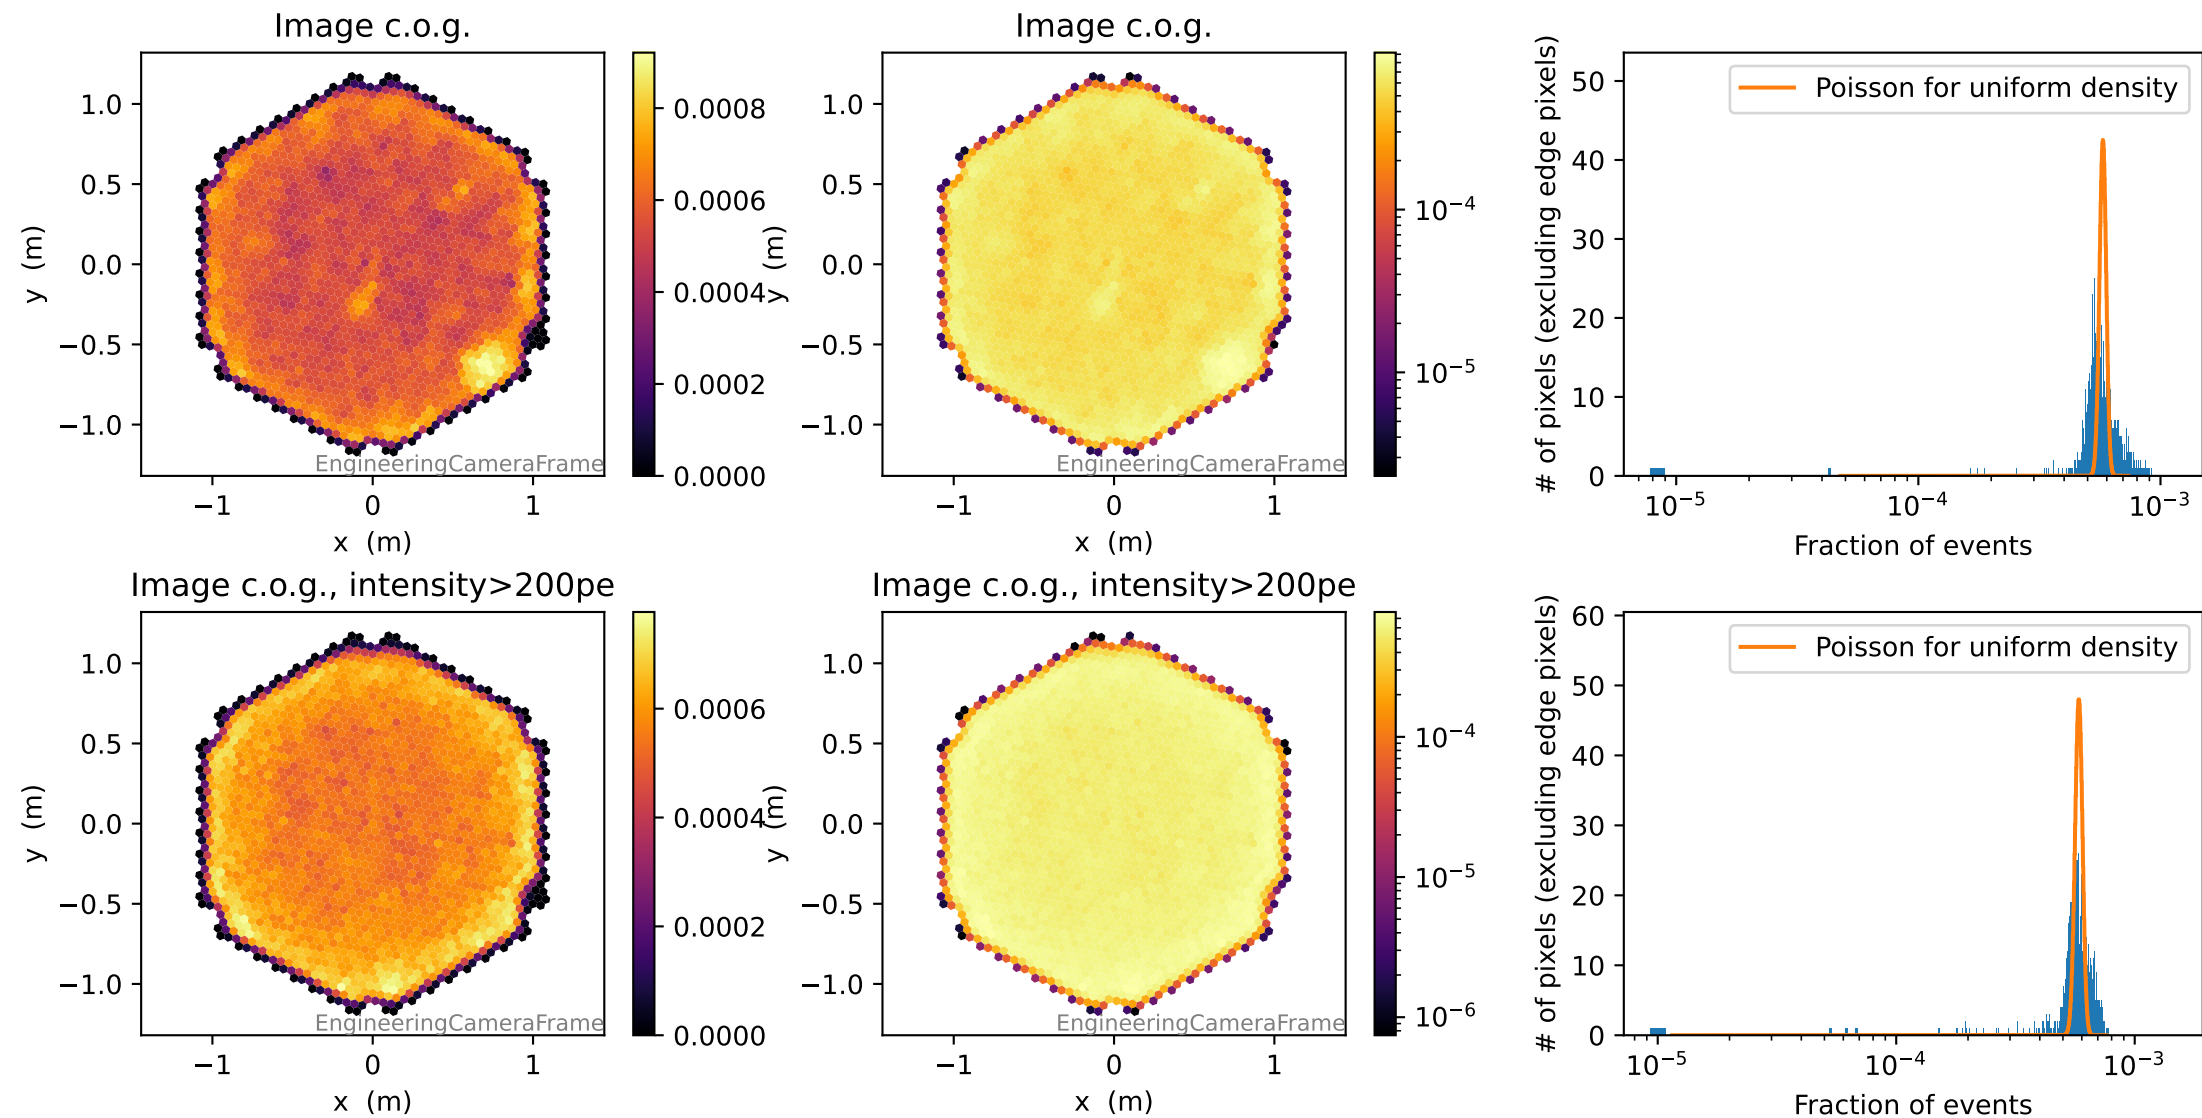 Image c.o.g.
y (m)
1.0
0.5
0.0
−0.5
−1.0
−1
0
1
x (m)
EngineeringCameraFrame
0.0008
0.0006
0.0004
0.0002
0.0000
Image c.o.g.
y (m)
1.0
0.5
0.0
−0.5
−1.0
−1
0
1
x (m)
EngineeringCameraFrame
10⁻⁴
10⁻⁵
# of pixels (excluding edge pixels)
50
40
30
20
10
0
Poisson for uniform density
10⁻⁵
10⁻⁴
10⁻³
Fraction of events
Image c.o.g., intensity>200pe
y (m)
1.0
0.5
0.0
−0.5
−1.0
−1
0
1
x (m)
EngineeringCameraFrame
0.0006
0.0004
0.0002
0.0000
Image c.o.g., intensity>200pe
y (m)
1.0
0.5
0.0
−0.5
−1.0
−1
0
1
x (m)
EngineeringCameraFrame
10⁻⁴
10⁻⁵
10⁻⁶
# of pixels (excluding edge pixels)
60
50
40
30
20
10
0
Poisson for uniform density
10⁻⁵
10⁻⁴
10⁻³
Fraction of events